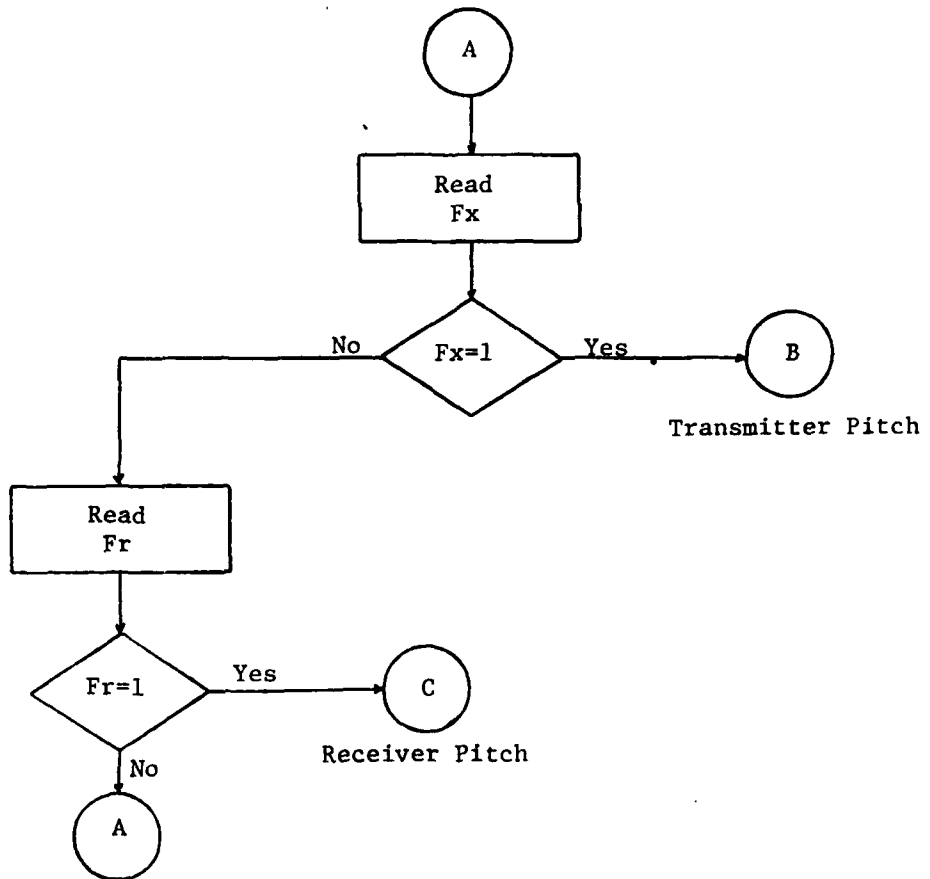 A
Read
Fx
No
Fx=1
Yes
B
Transmitter Pitch
Read
Fr
Fr=1
Yes
C
Receiver Pitch
No
A